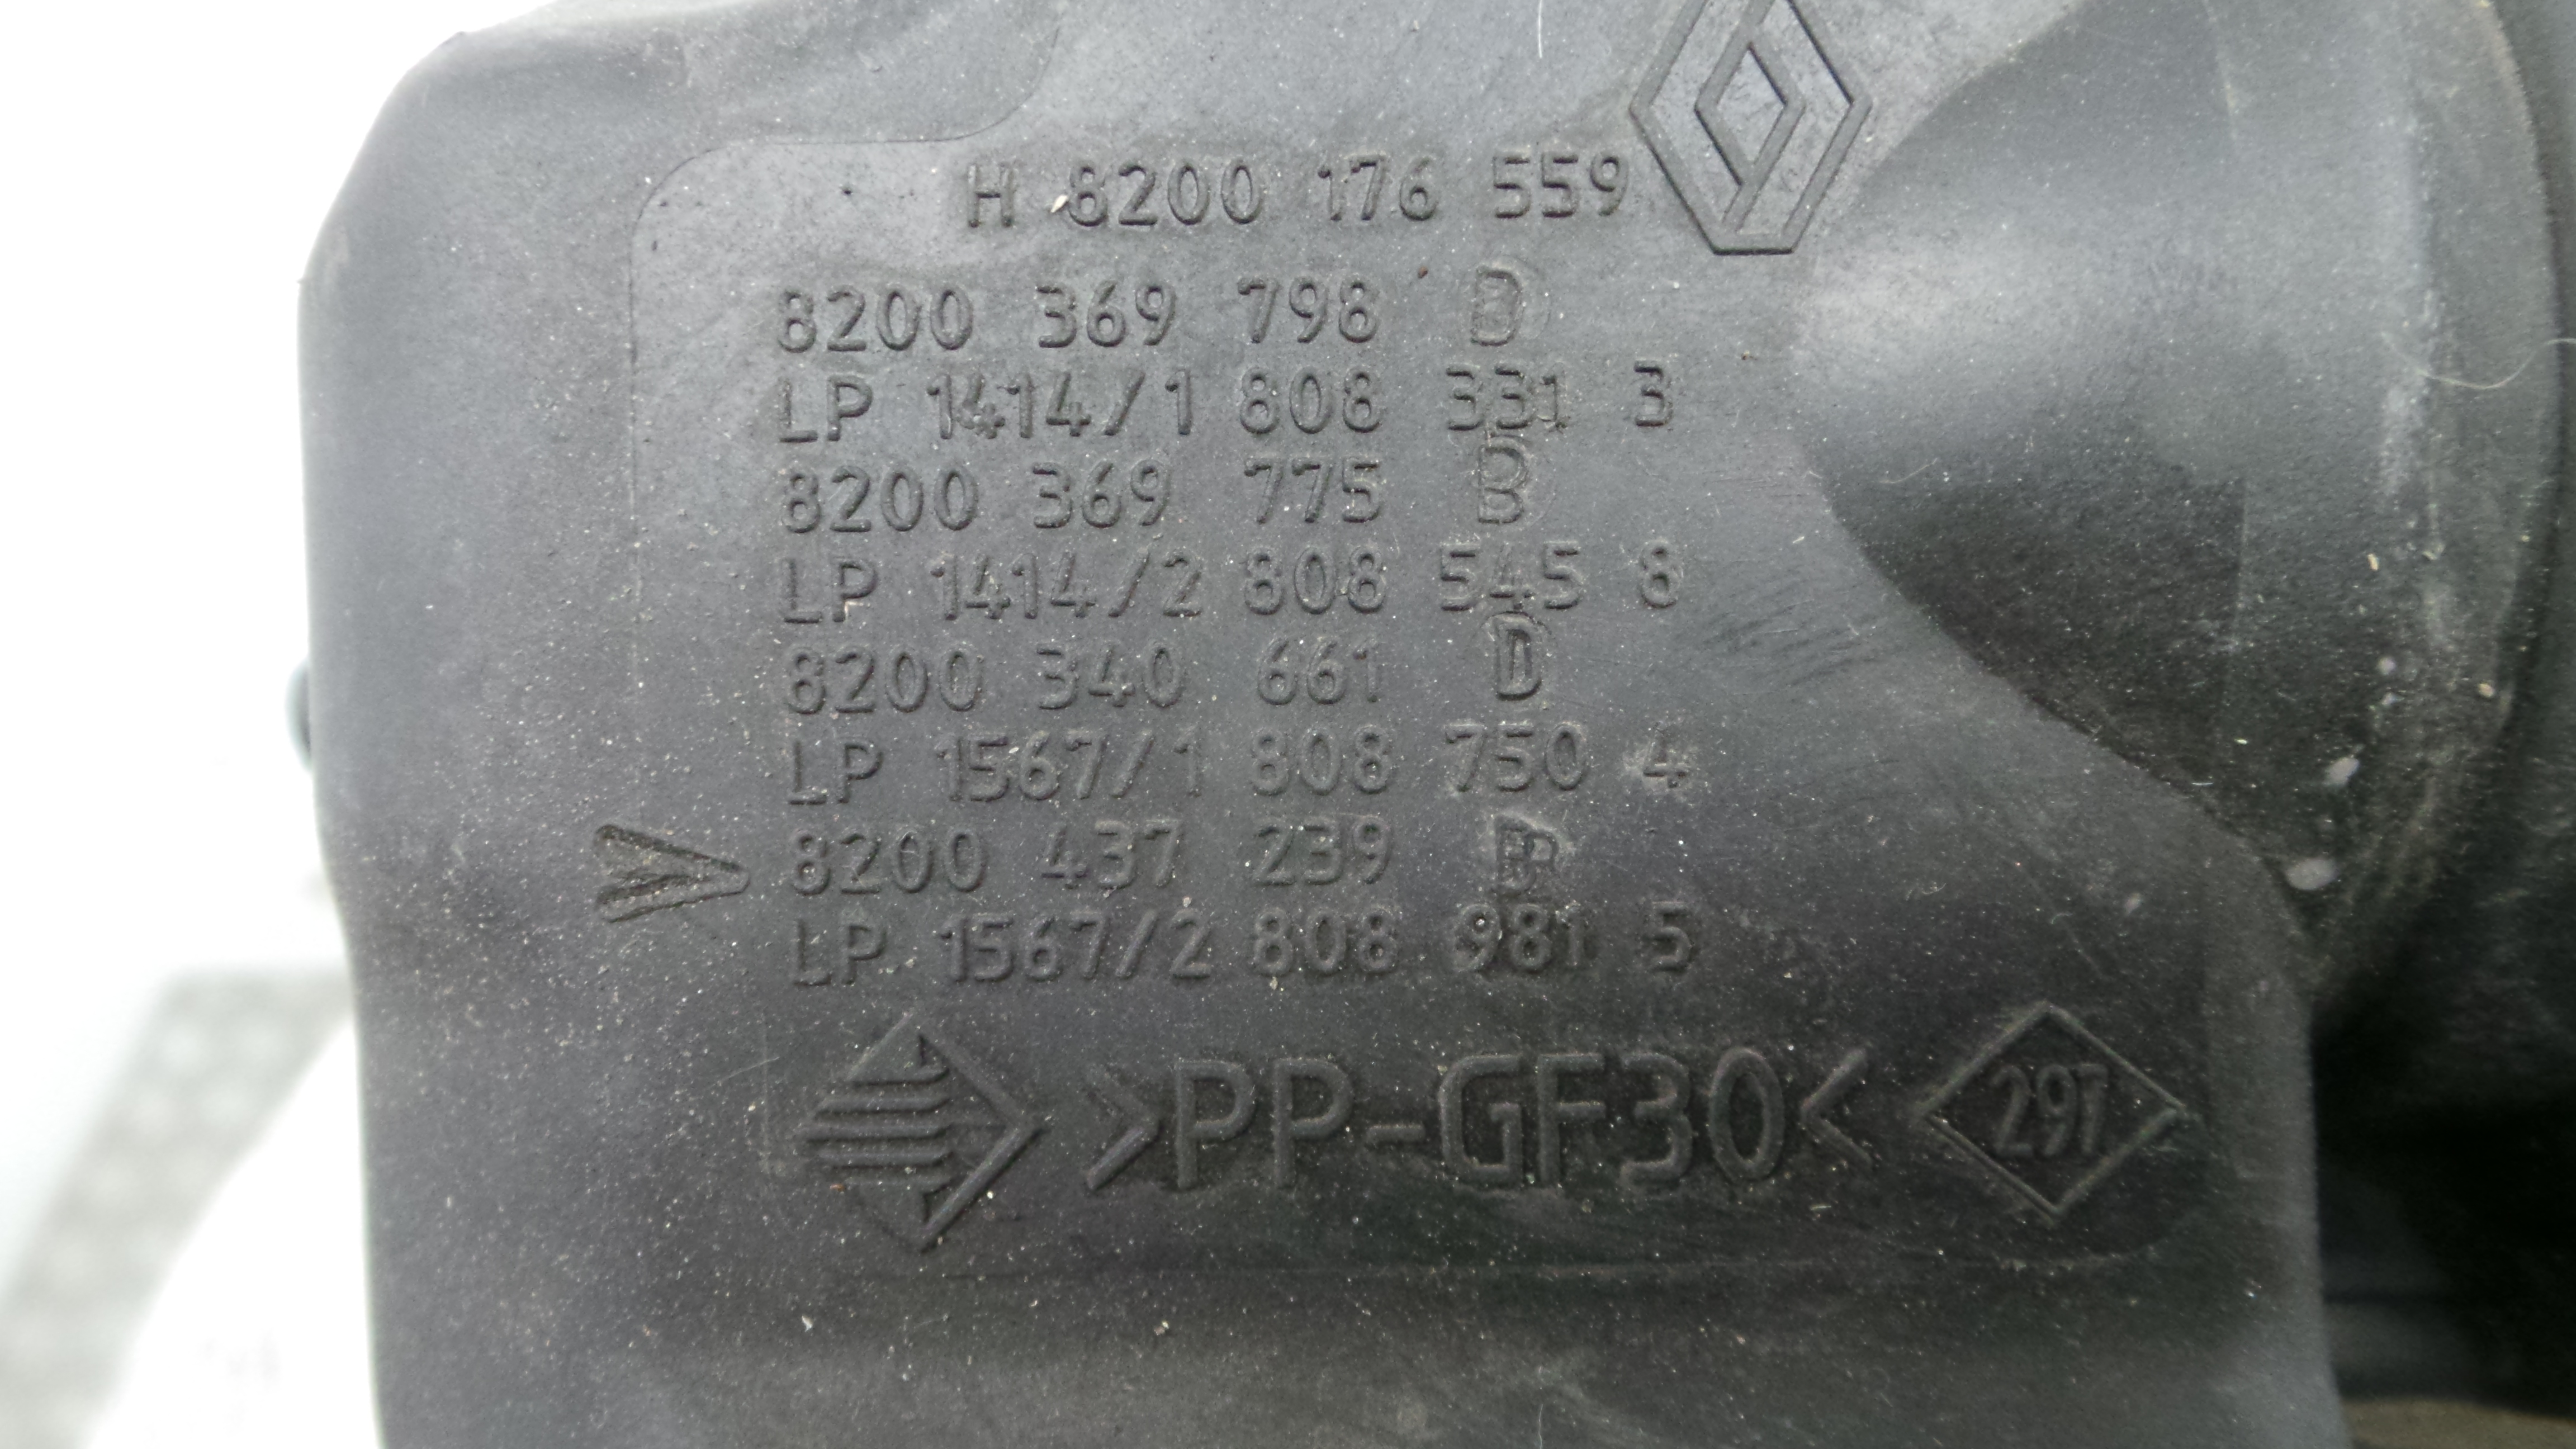 H 8200 176 559
8200 369 798
LP 1414/1 808 331 3
8200 369 775
LP 1414/2 808 545 8
8200 340 661 D
LP 1567/1 808 750 4
8200 437 239
LP 1567/2 808 981 5
>PP-GF30< 297